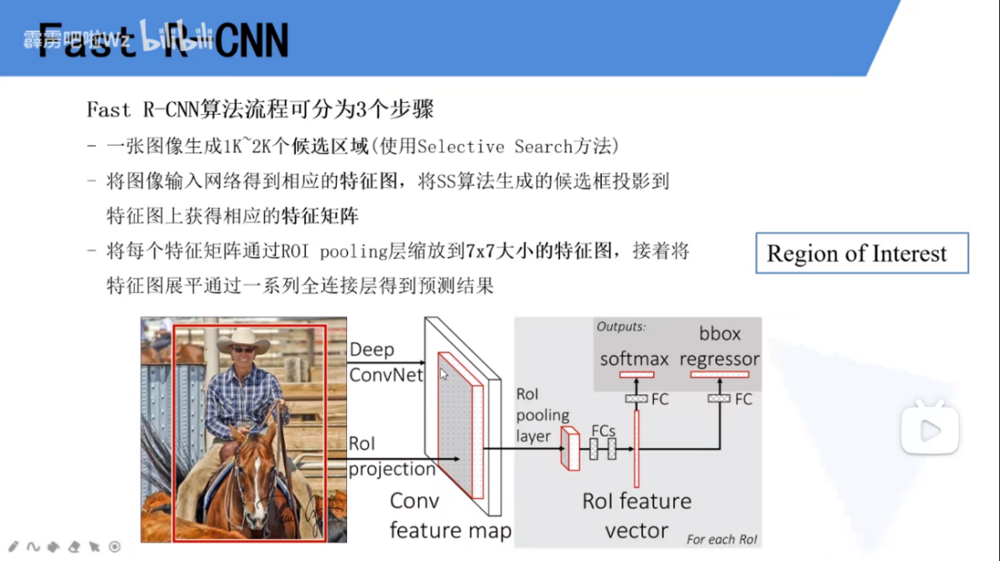 Fast R-CNN
霹雳吧啦Wz bilibili
Fast R-CNN算法流程可分为3个步骤
- 一张图像生成1K~2K个候选区域(使用Selective Search方法)
- 将图像输入网络得到相应的特征图，将SS算法生成的候选框投影到
特征图上获得相应的特征矩阵
- 将每个特征矩阵通过ROI pooling层缩放到7x7大小的特征图，接着将
特征图展平通过一系列全连接层得到预测结果
Region of Interest
Deep
ConvNet
RoI
projection
Conv
feature map
RoI
pooling
layer
FCs
Outputs:
softmax
bbox
regressor
FC
FC
RoI feature
vector
For each RoI